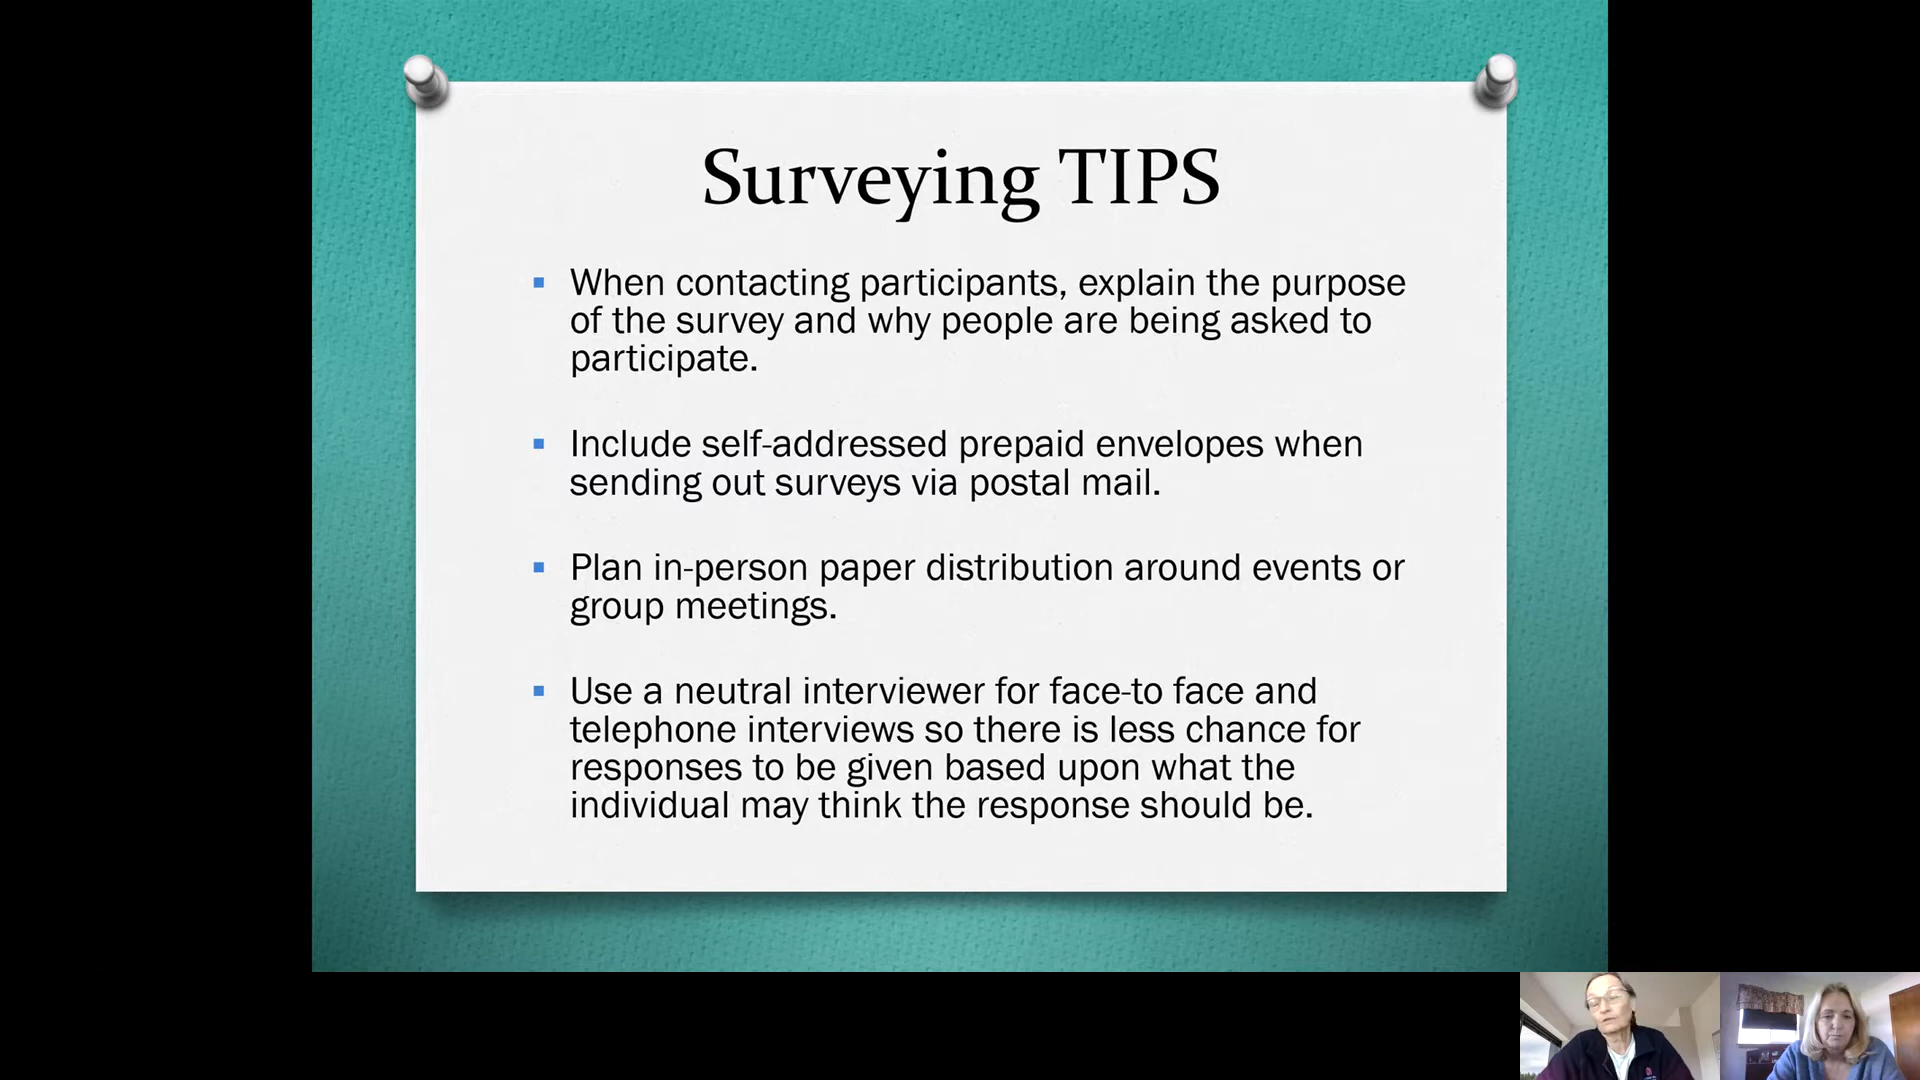 Surveying TIPS
When contacting participants, explain the purpose
of the survey and why people are being asked to
participate.
Include self-addressed prepaid envelopes when
sending out surveys via postal mail.
Plan in-person paper distribution around events or
group meetings.
Use a neutral interviewer for face-to face and
telephone interviews so there is less chance for
responses to be given based upon what the
individual may think the response should be.